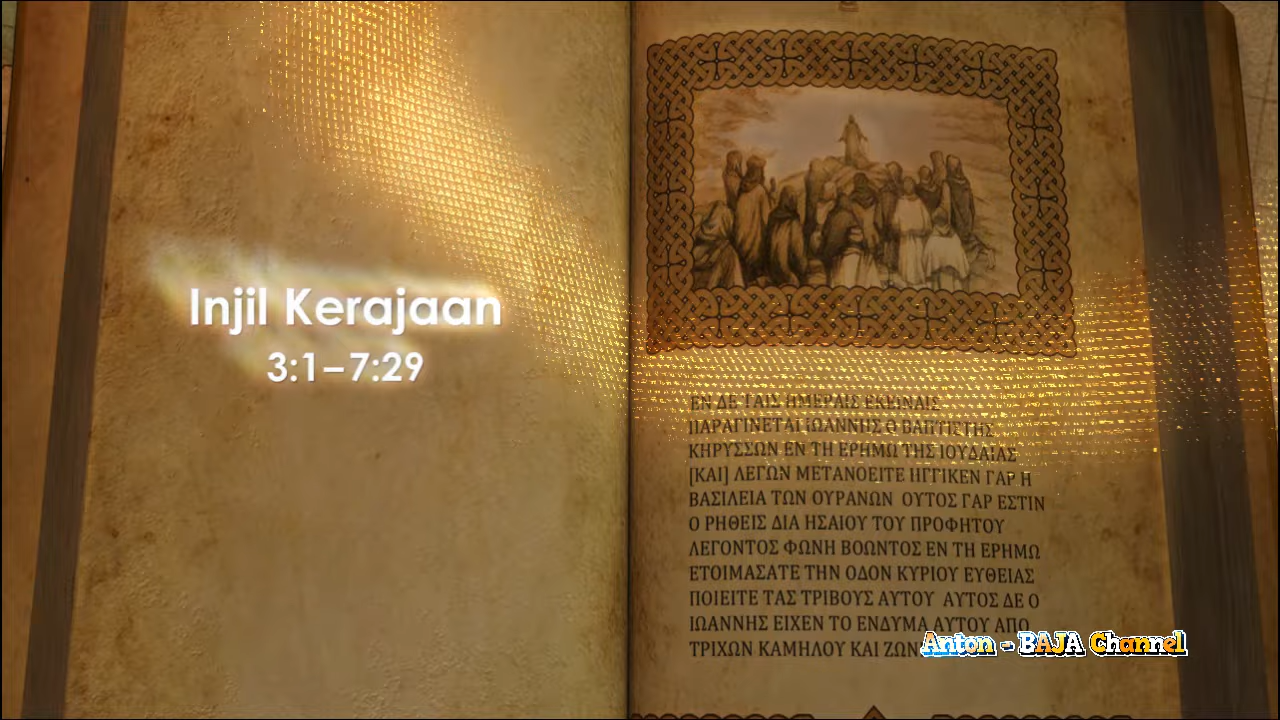 Injil Kerajaan
3:1–7:29
ΕΝ ΔΕ ΤΑΙΣ ΗΜΕΡΑΙΣ ΕΚΕΙΝΑΙΣ
ΠΑΡΑΓΙΝΕΤΑΙ ΙΩΑΝΝΗΣ Ο ΒΑΠΤΙΣΤΗΣ
ΚΗΡΥΣΣΩΝ ΕΝ ΤΗ ΕΡΗΜΩ ΤΗΣ ΙΟΥΔΑΙΑΣ
[ΚΑΙ] ΛΕΓΩΝ ΜΕΤΑΝΟΕΙΤΕ ΗΓΓΙΚΕΝ ΓΑΡ Η
ΒΑΣΙΛΕΙΑ ΤΩΝ ΟΥΡΑΝΩΝ ΟΥΤΟΣ ΓΑΡ ΕΣΤΙΝ
Ο ΡΗΘΕΙΣ ΔΙΑ ΗΣΑΙΟΥ ΤΟΥ ΠΡΟΦΗΤΟΥ
ΛΕΓΟΝΤΟΣ ΦΩΝΗ ΒΟΩΝΤΟΣ ΕΝ ΤΗ ΕΡΗΜΩ
ΕΤΟΙΜΑΣΑΤΕ ΤΗΝ ΟΔΟΝ ΚΥΡΙΟΥ ΕΥΘΕΙΑΣ
ΠΟΙΕΙΤΕ ΤΑΣ ΤΡΙΒΟΥΣ ΑΥΤΟΥ ΑΥΤΟΣ ΔΕ Ο
ΙΩΑΝΝΗΣ ΕΙΧΕΝ ΤΟ ΕΝΔΥΜΑ ΑΥΤΟΥ ΑΠΟ
ΤΡΙΧΩΝ ΚΑΜΗΛΟΥ ΚΑΙ
Anton - BAJA Channel